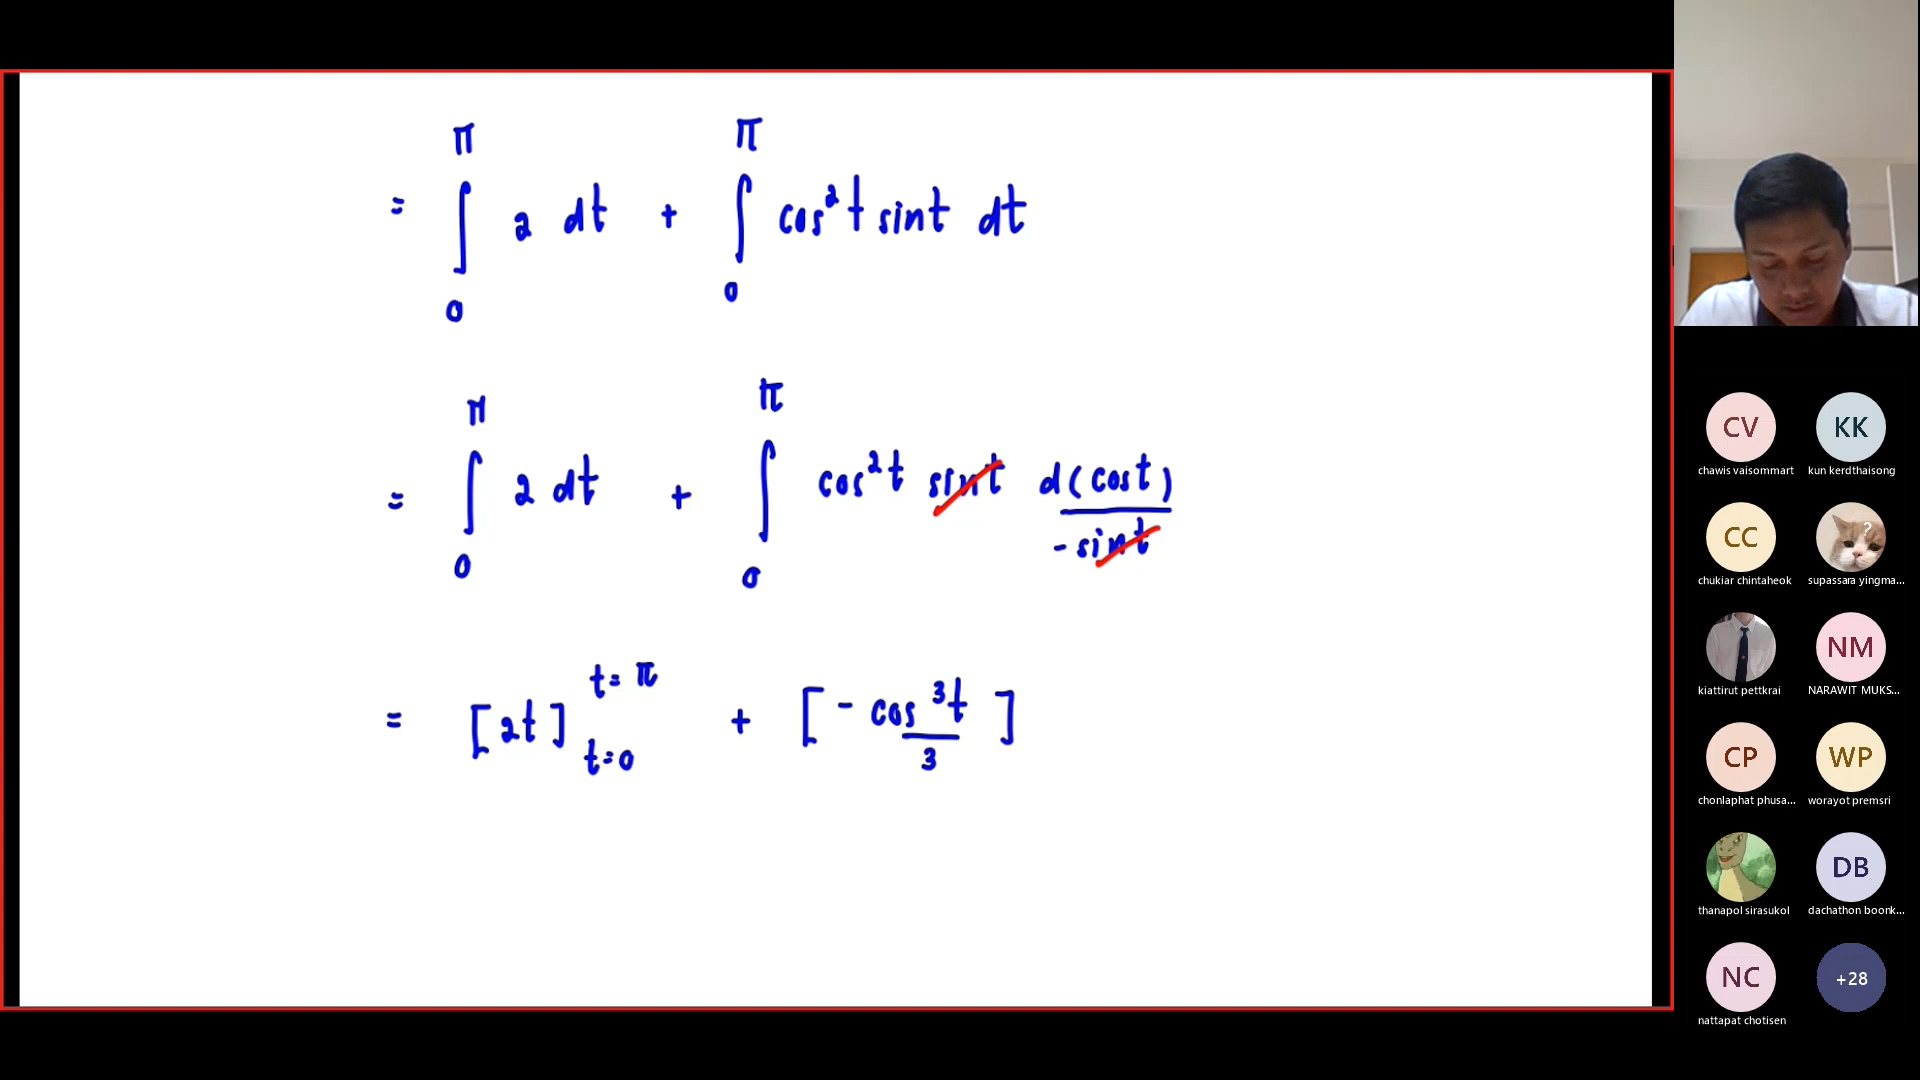 = ∫₀^π 2 dt + ∫₀^π cos²t sint dt
= ∫₀^π 2 dt + ∫₀^π cos²t sint d(cost)/-sint
= [2t]_{t=0}^{t=π} + [-cos³t/3]
CV KK
chawis vaisommart kun kerdthaisong
CC ?
chukiar chintaheok supassara yingma...
NM
kiattirut pettkrai NARAWIT MUKS...
CP WP
chonlaphat phusa... worayot premsri
DB
thanapol sirasukol dachathon boonk...
NC +28
nattapat chotisen